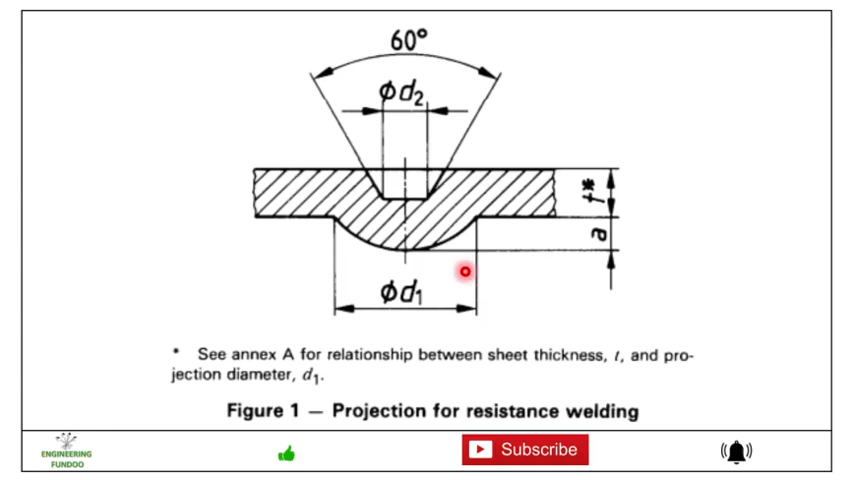 60°
ϕd2
t*
a
ϕd1
* See annex A for relationship between sheet thickness, t, and pro-
jection diameter, d1.
Figure 1 — Projection for resistance welding
ENGINEERING
FUNDOO
Subscribe